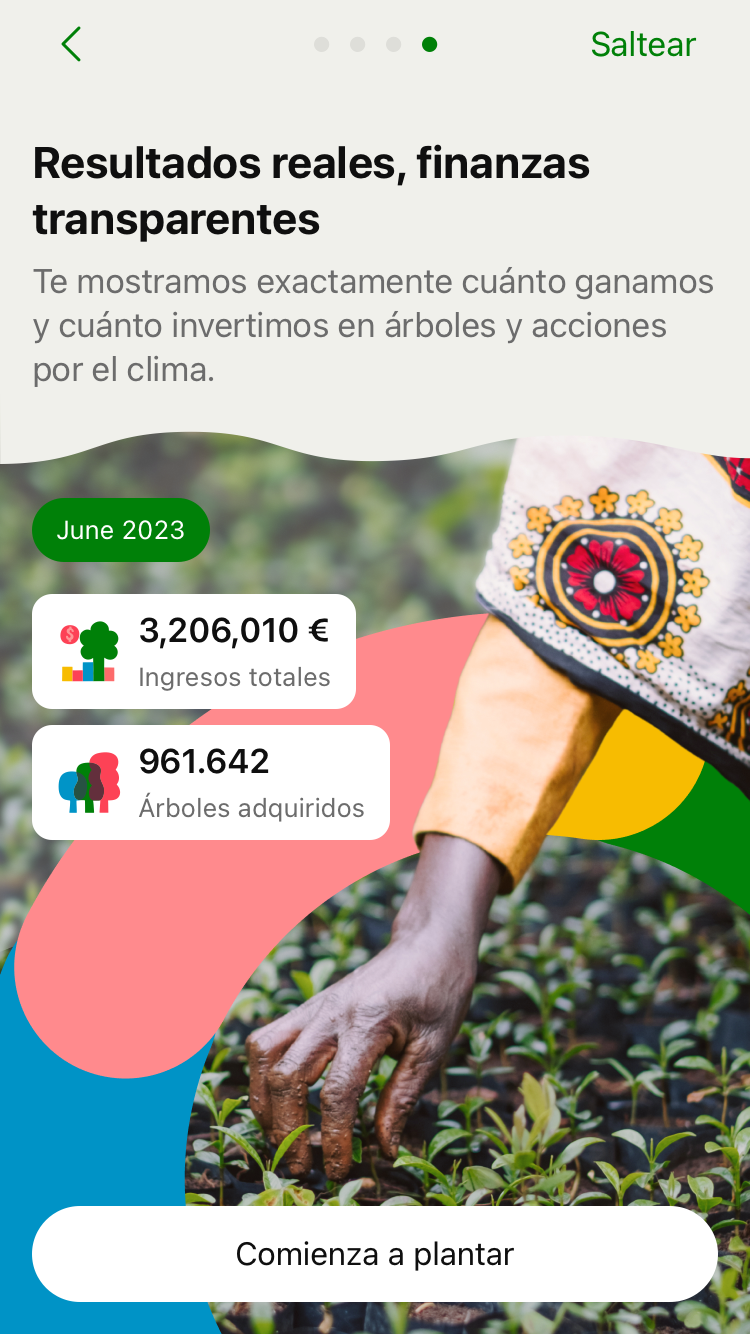 Saltear
Resultados reales, finanzas
transparentes
Te mostramos exactamente cuánto ganamos
y cuánto invertimos en árboles y acciones
por el clima.
June 2023
3,206,010 €
Ingresos totales
961.642
Árboles adquiridos
Comienza a plantar